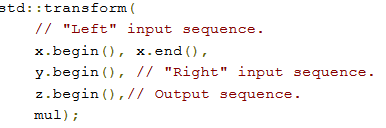 std::transform(
// "Left" input sequence.
x.begin(), x.end(),
y.begin(), // "Right" input sequence.
z.begin(),// Output sequence.
mul);